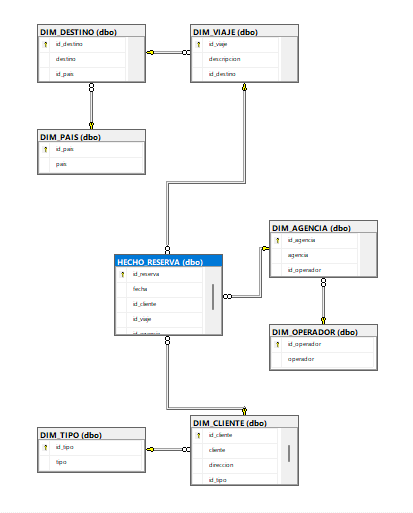 DIM_DESTINO (dbo)
id_destino
destino
id_pais
DIM_VIAJE (dbo)
id_viaje
descripcion
id_destino
DIM_PAIS (dbo)
id_pais
pais
DIM_AGENCIA (dbo)
id_agencia
agencia
id_operador
HECHO_RESERVA (dbo)
id_reserva
fecha
id_cliente
id_viaje
id_agencia
DIM_OPERADOR (dbo)
id_operador
operador
DIM_CLIENTE (dbo)
id_cliente
cliente
direccion
id_tipo
DIM_TIPO (dbo)
id_tipo
tipo